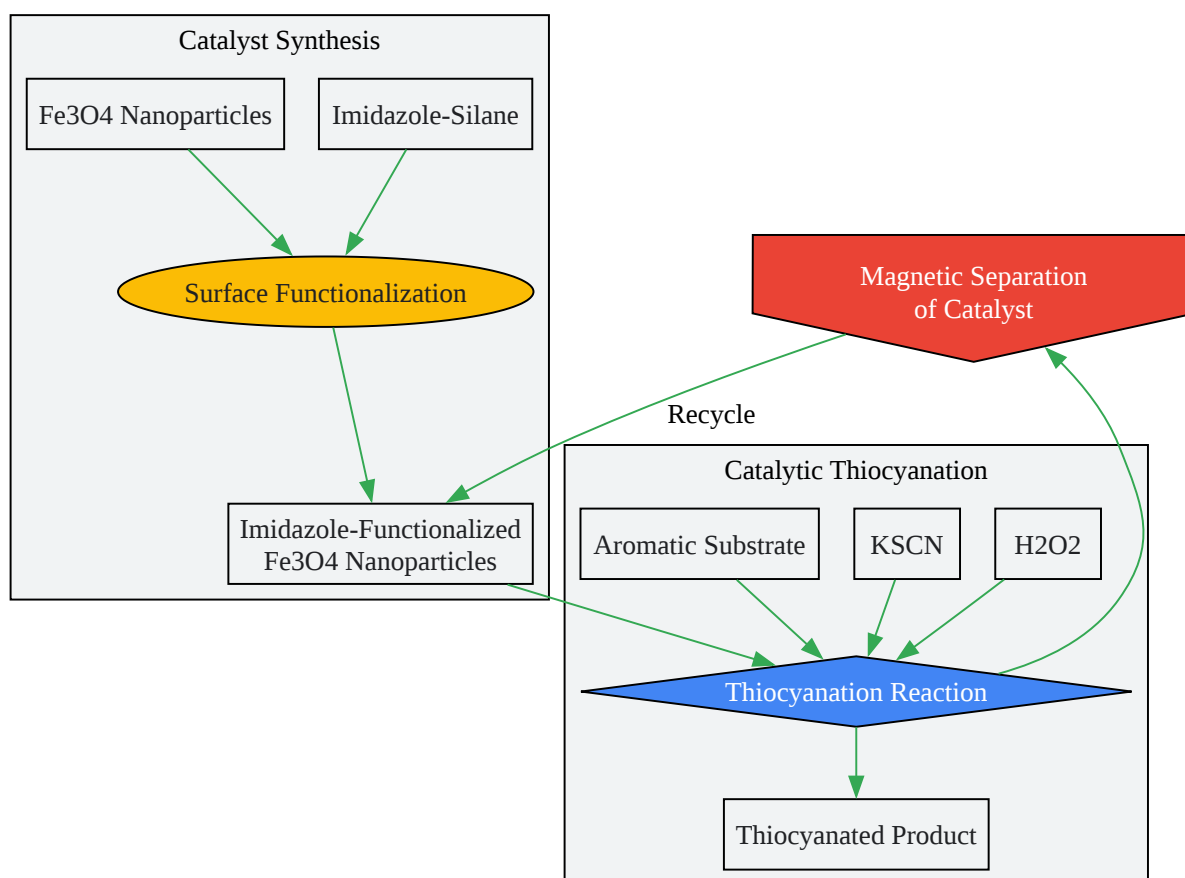 Catalyst Synthesis
Fe3O4 Nanoparticles
Imidazole-Silane
Surface Functionalization
Magnetic Separation
of Catalyst
Recycle
Imidazole-Functionalized
Fe3O4 Nanoparticles
Catalytic Thiocyanation
Aromatic Substrate
KSCN
H2O2
Thiocyanation Reaction
Thiocyanated Product